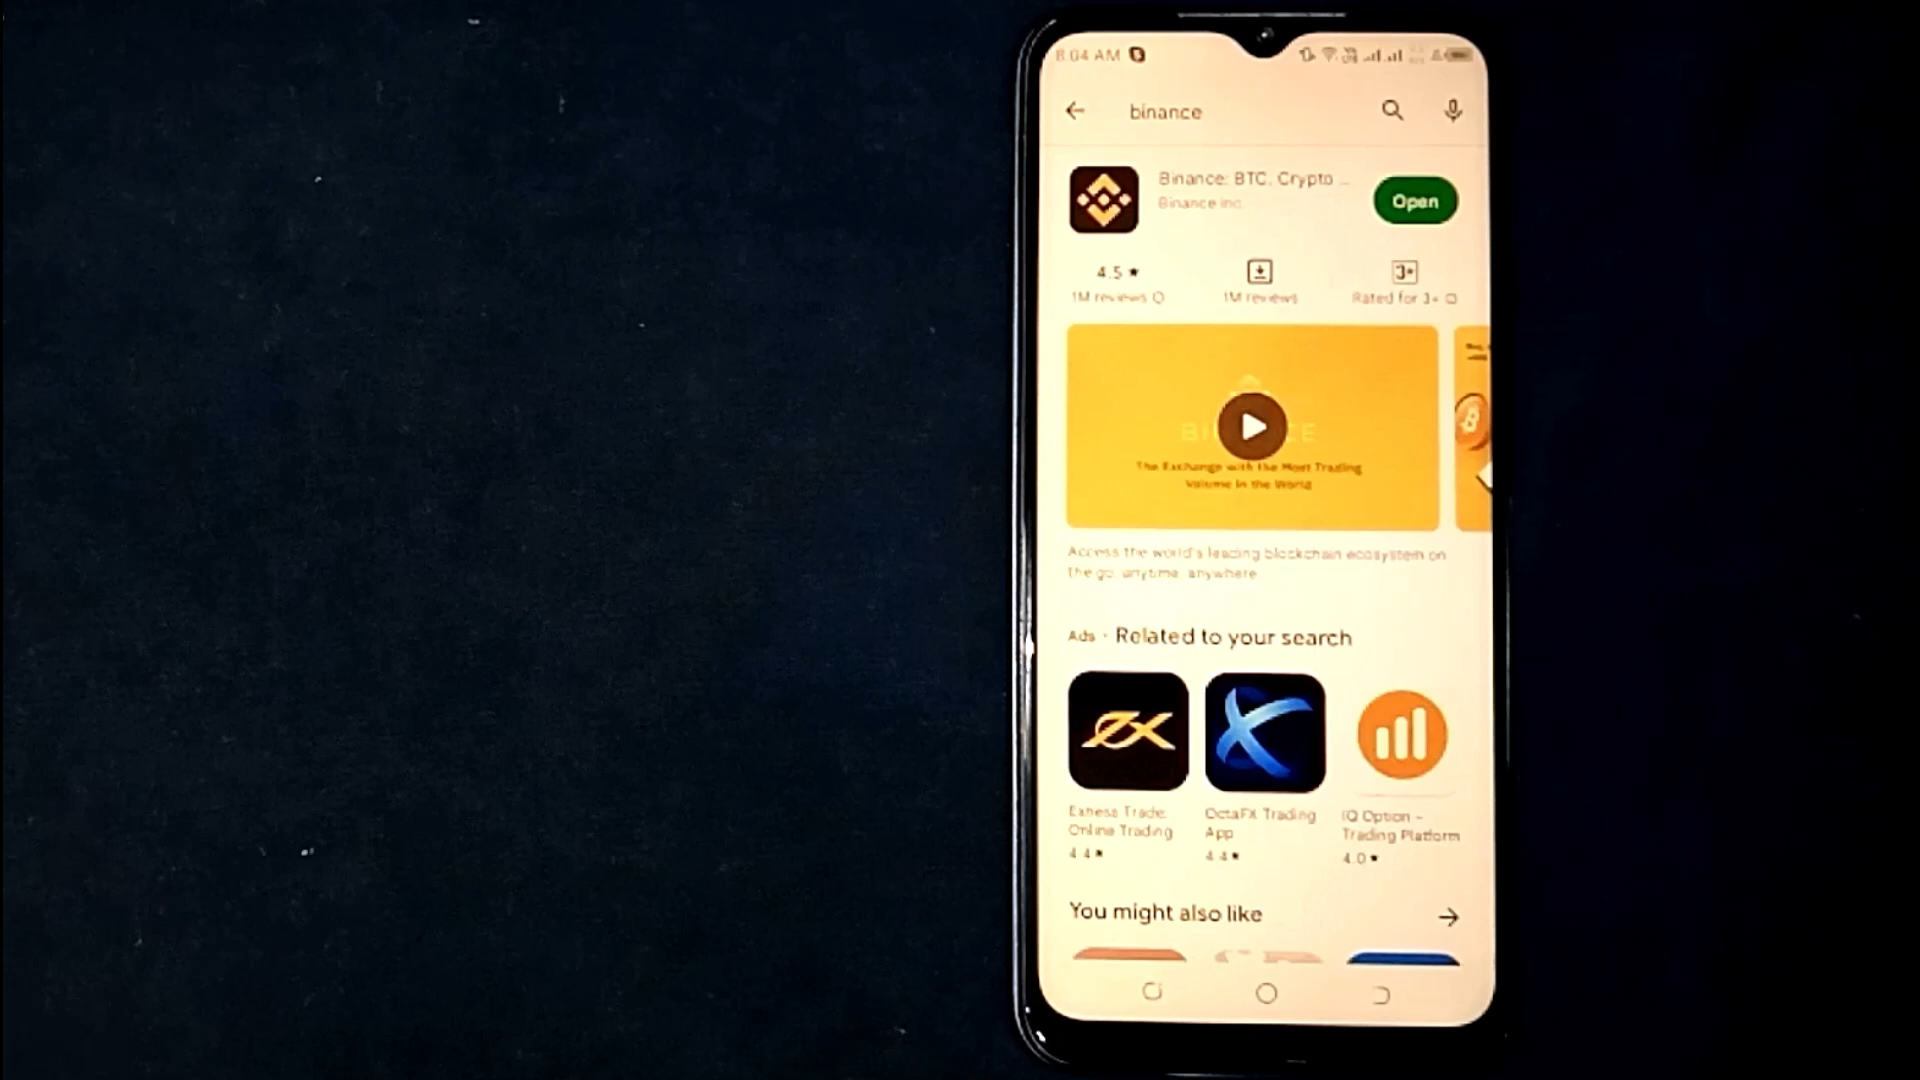 8:04 AM
binance
Binance: BTC, Crypto ...
Binance Inc.
Open
4.5 ★
1M reviews
1M reviews
3+
Rated for 3+
The Exchange with the Most Trading
Volume in the World
Access the world's leading blockchain ecosystem on
the go, anytime, anywhere
Ads · Related to your search
Exness Trade:
Online Trading
4.4★
OctaFX Trading
App
4.4★
IQ Option –
Trading Platform
4.0★
You might also like